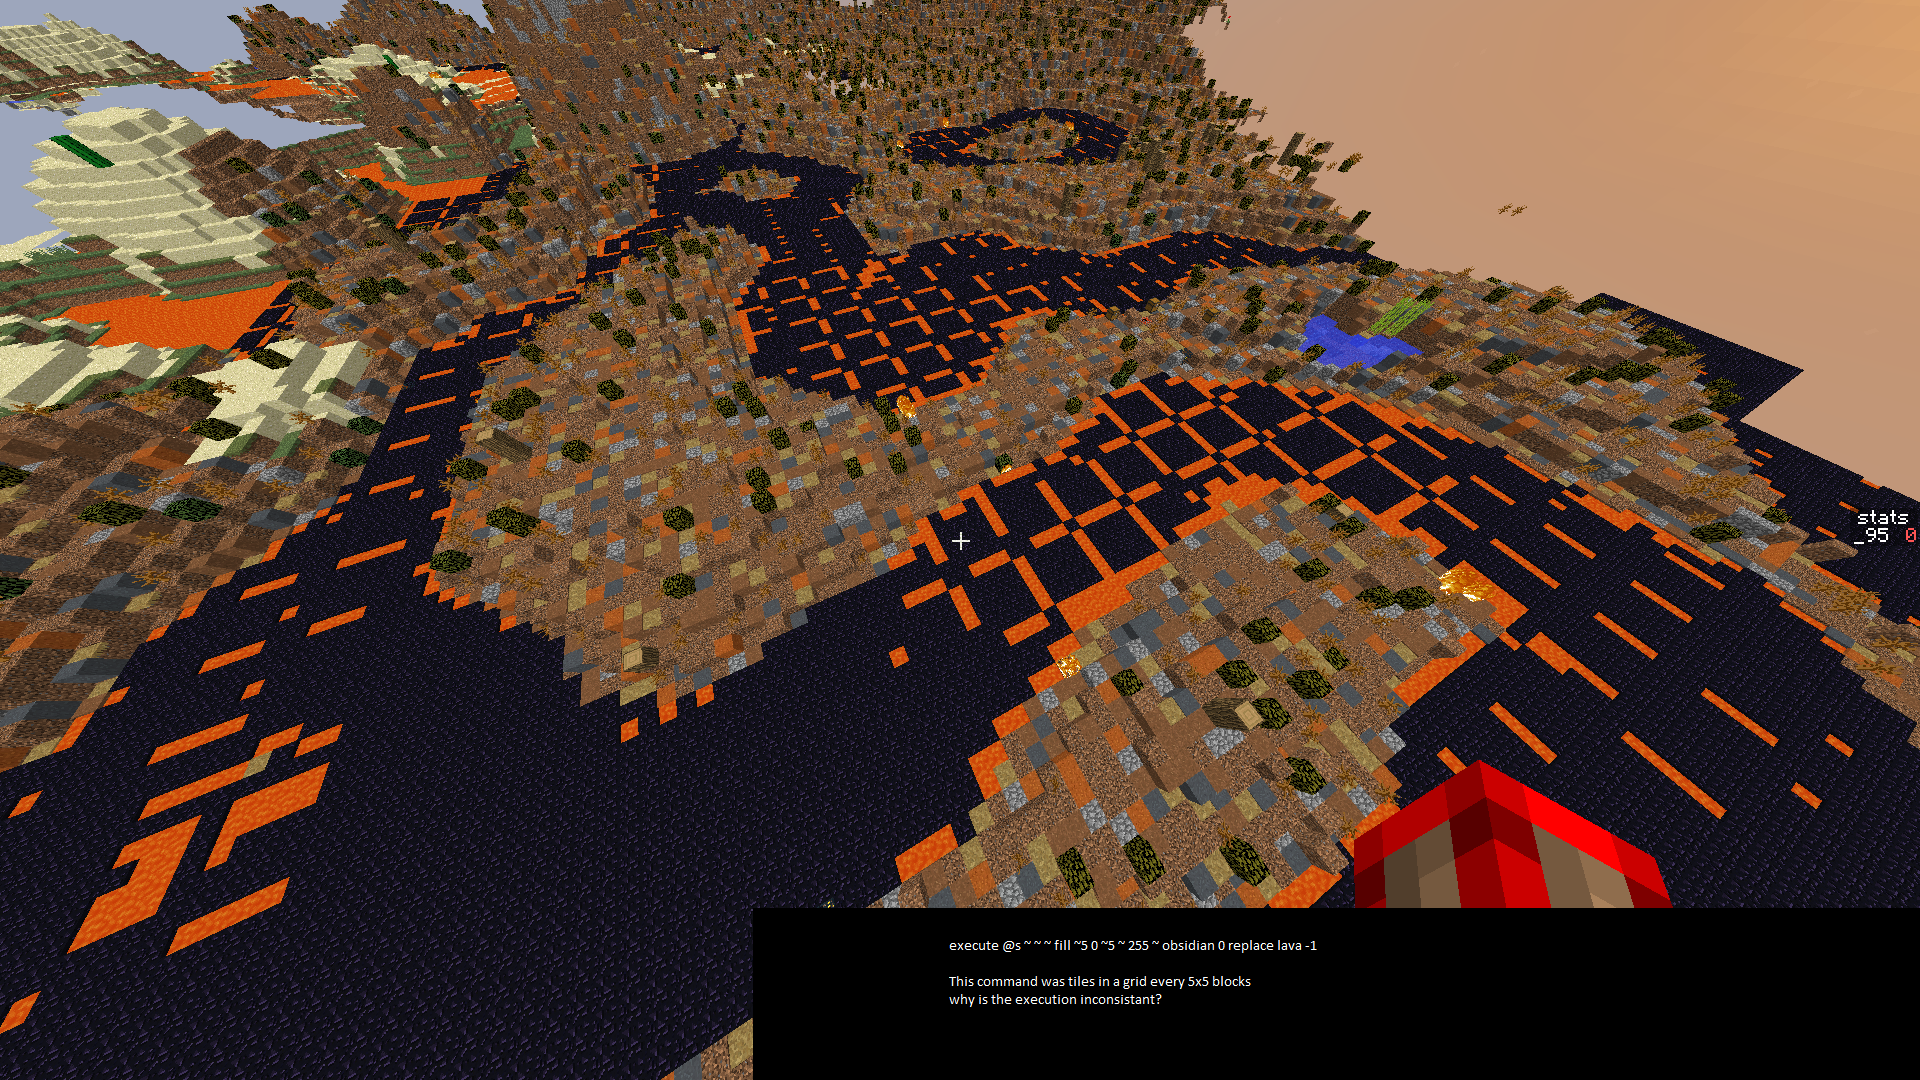 stats
_95 0
execute @s ~ ~ ~ fill ~5 0 ~5 ~ 255 ~ obsidian 0 replace lava -1
This command was tiles in a grid every 5x5 blocks
why is the execution inconsistant?